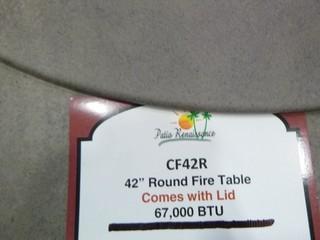 Patio Renaissance
CF42R
42” Round Fire Table
Comes with Lid
67,000 BTU